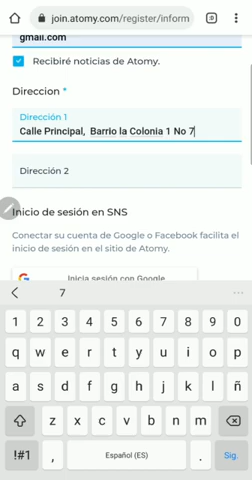 join.atomy.com/register/inform
gmail.com
Recibiré noticias de Atomy.
Direccion *
Dirección 1
Calle Principal, Barrio la Colonia 1 No 7
Dirección 2
Inicio de sesión en SNS
Conectar su cuenta de Google o Facebook facilita el
inicio de sesión en el sitio de Atomy.
Inicia sesión con Google
7
1 2 3 4 5 6 7 8 9 0
q w e r t y u i o p
a s d f g h j k l ñ
z x c v b n m
!#1 , Español (ES) . Sig.